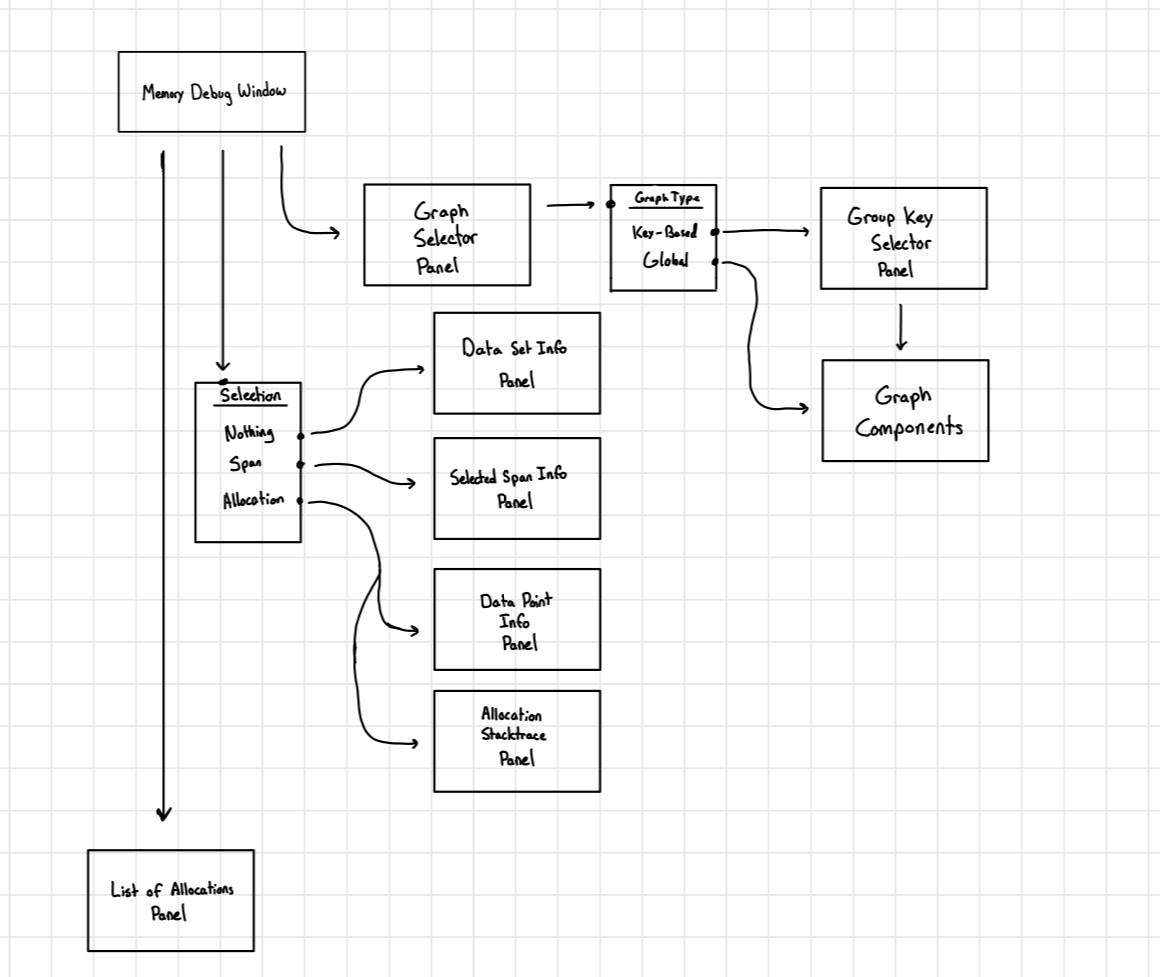 Memory Debug Window
Graph
Selector
Panel
Graph Type
Key-Based
Global
Group Key
Selector
Panel
Data Set Info
Panel
Graph
Components
Selection
Nothing
Span
Allocation
Selected Span Info
Panel
Data Point
Info
Panel
Allocation
Stacktrace
Panel
List of Allocations
Panel